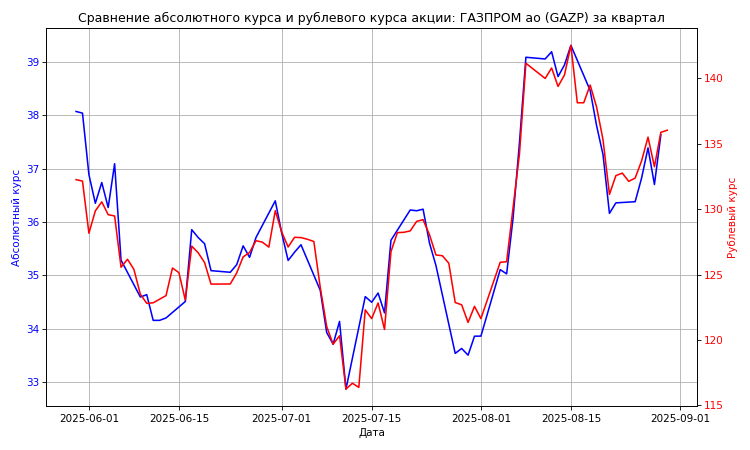 Сравнение абсолютного курса и рублевого курса акции: ГАЗПРОМ ао (GAZP) за квартал
39
38
37
36
35
34
33
Абсолютный курс
140
135
130
125
120
115
Рублевый курс
2025-06-01 2025-06-15 2025-07-01 2025-07-15 2025-08-01 2025-08-15 2025-09-01
Дата